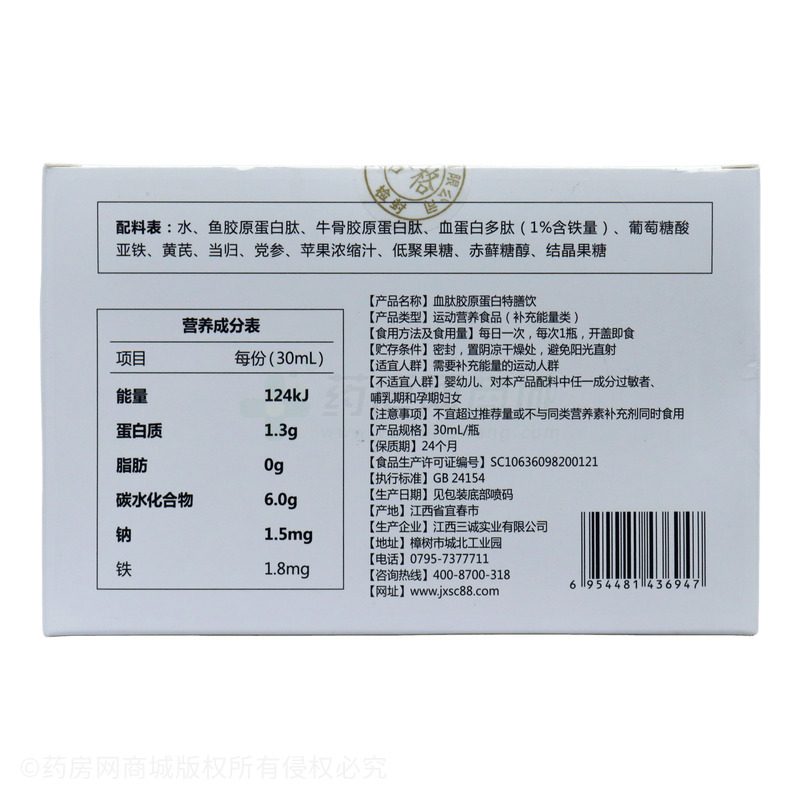 格
限公司
检封
配料表：水、鱼胶原蛋白肽、牛骨胶原蛋白肽、血蛋白多肽（1%含铁量）、葡萄糖酸
亚铁、黄芪、当归、党参、苹果浓缩汁、低聚果糖、赤藓糖醇、结晶果糖
营养成分表
项目 每份(30mL)
能量 124kJ
蛋白质 1.3g
脂肪 0g
碳水化合物 6.0g
钠 1.5mg
铁 1.8mg
【产品名称】血肽胶原蛋白特膳饮
【产品类型】运动营养食品（补充能量类）
【食用方法及食用量】每日一次，每次1瓶，开盖即食
【贮存条件】密封，置阴凉干燥处，避免阳光直射
【适宜人群】需要补充能量的运动人群
【不适宜人群】婴幼儿、对本产品配料中任一成分过敏者、
哺乳期和孕期妇女
【注意事项】不宜超过推荐量或不与同类营养素补充剂同时食用
【产品规格】30mL/瓶
【保质期】24个月
【食品生产许可证编号】SC10636098200121
【执行标准】GB 24154
【生产日期】见包装底部喷码
【产地】江西省宜春市
【生产企业】江西三诚实业有限公司
【地址】樟树市城北工业园
【电话】0795-7377711
【咨询热线】400-8700-318
【网址】www.jxsc88.com
6 954481 436947
©药房网商城版权所有侵权必究